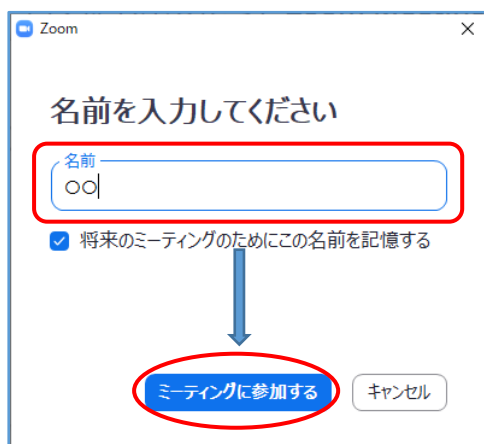 Zoom
名前を入力してください
名前
○○
将来のミーティングのためにこの名前を記憶する
ミーティングに参加する
キャンセル